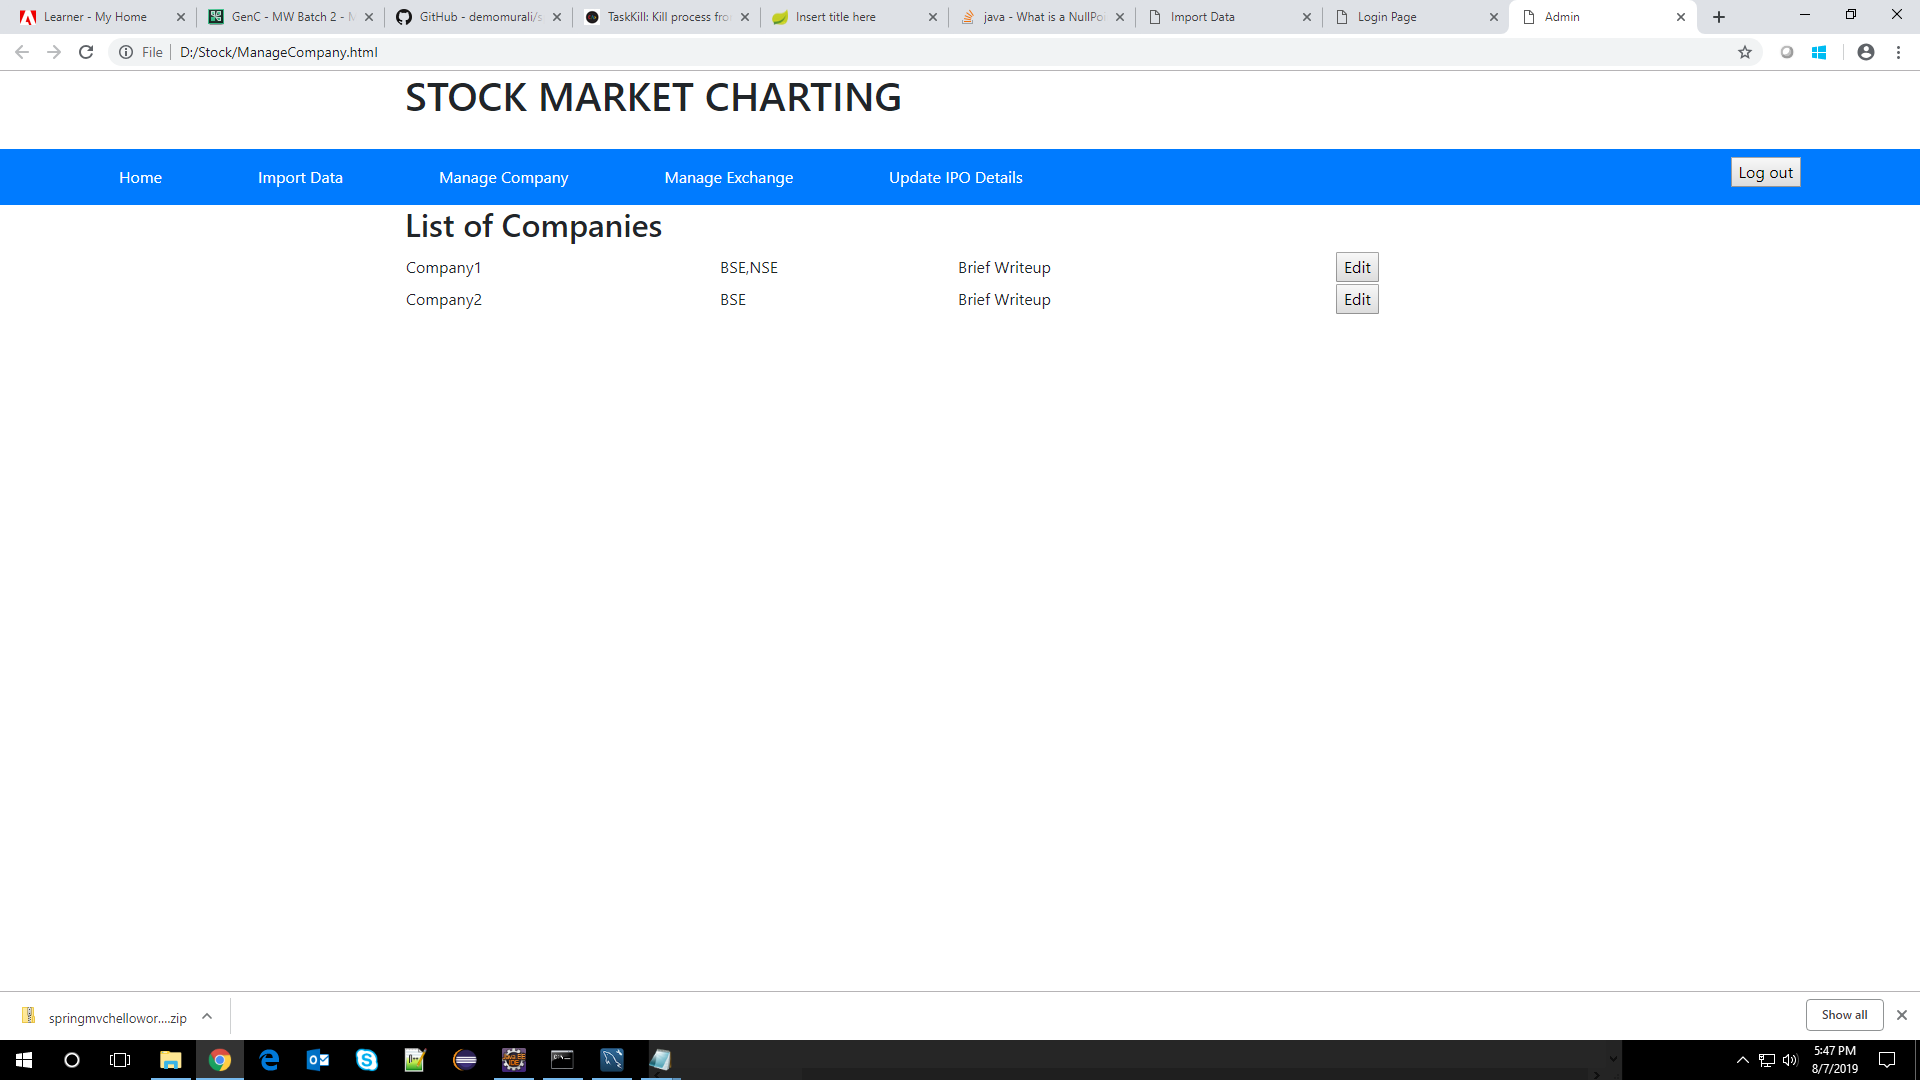 Learner - My Home
GenC - MW Batch 2 - M
GitHub - demomurali/s
TaskKill: Kill process fro
Insert title here
java - What is a NullPoi
Import Data
Login Page
Admin
File
D:/Stock/ManageCompany.html
STOCK MARKET CHARTING
Home Import Data Manage Company Manage Exchange Update IPO Details Log out
List of Companies
Company1 BSE,NSE Brief Writeup Edit
Company2 BSE Brief Writeup Edit
springmvchellowor....zip
Show all
5:47 PM
8/7/2019